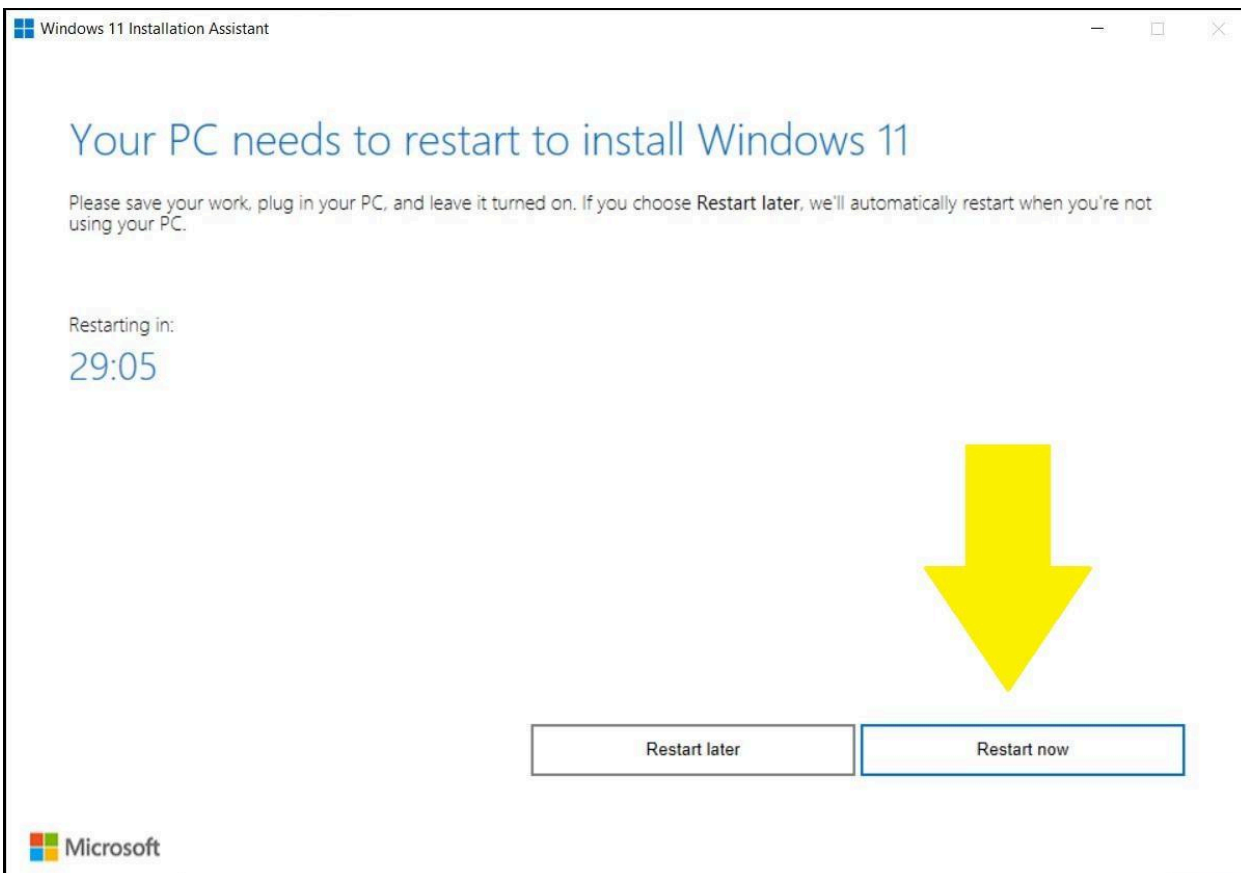 Windows 11 Installation Assistant
Your PC needs to restart to install Windows 11
Please save your work, plug in your PC, and leave it turned on. If you choose Restart later, we'll automatically restart when you're not
using your PC.
Restarting in:
29:05
Restart later
Restart now
Microsoft